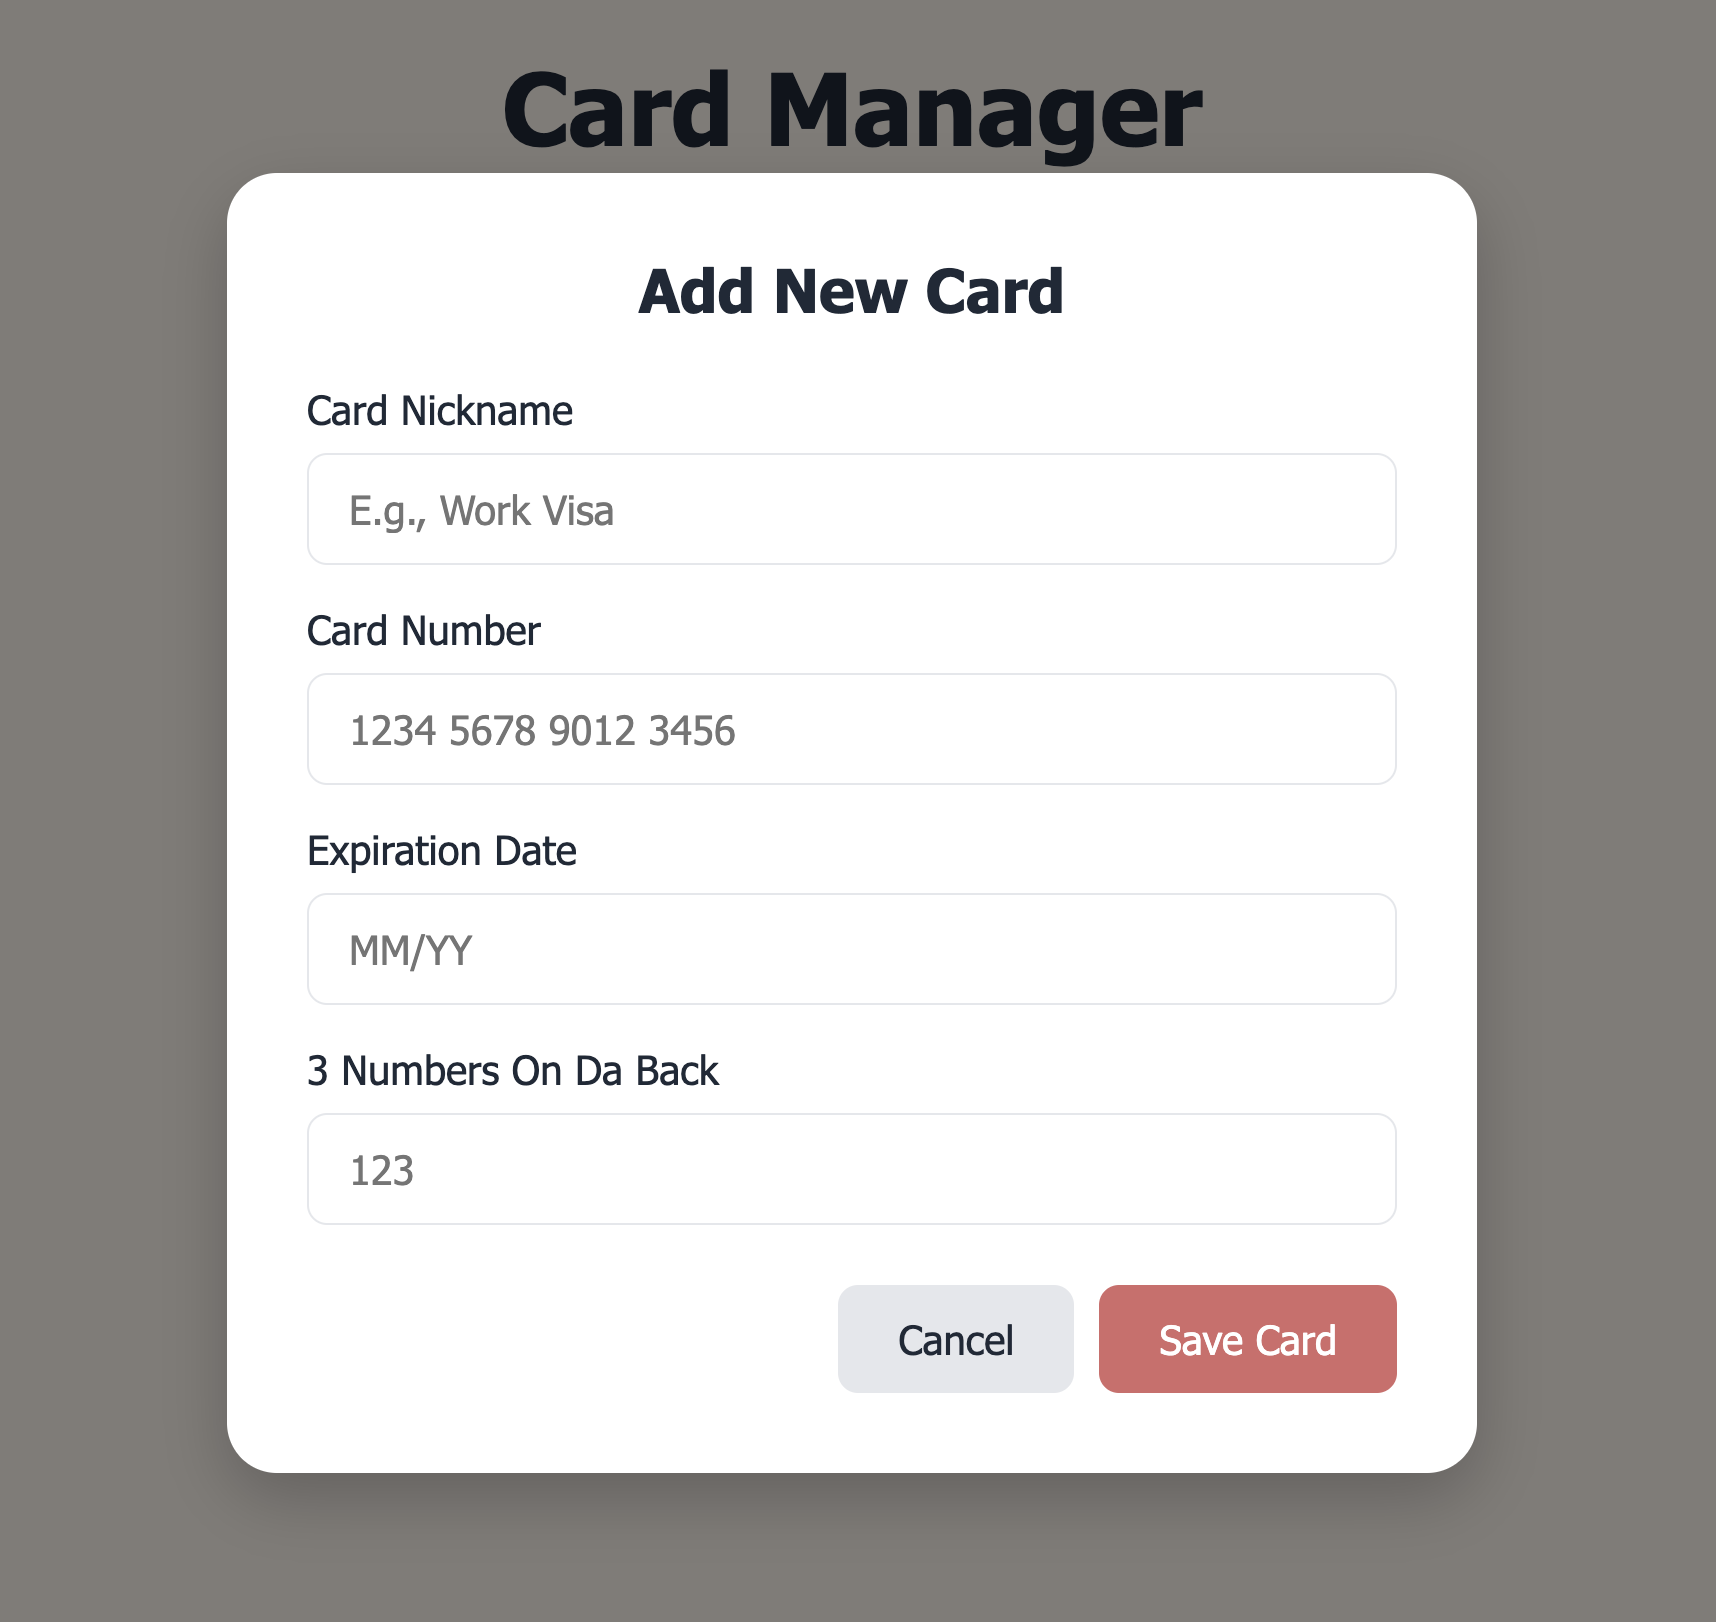 Card Manager
Add New Card
Card Nickname
E.g., Work Visa
Card Number
1234 5678 9012 3456
Expiration Date
MM/YY
3 Numbers On Da Back
123
Cancel
Save Card